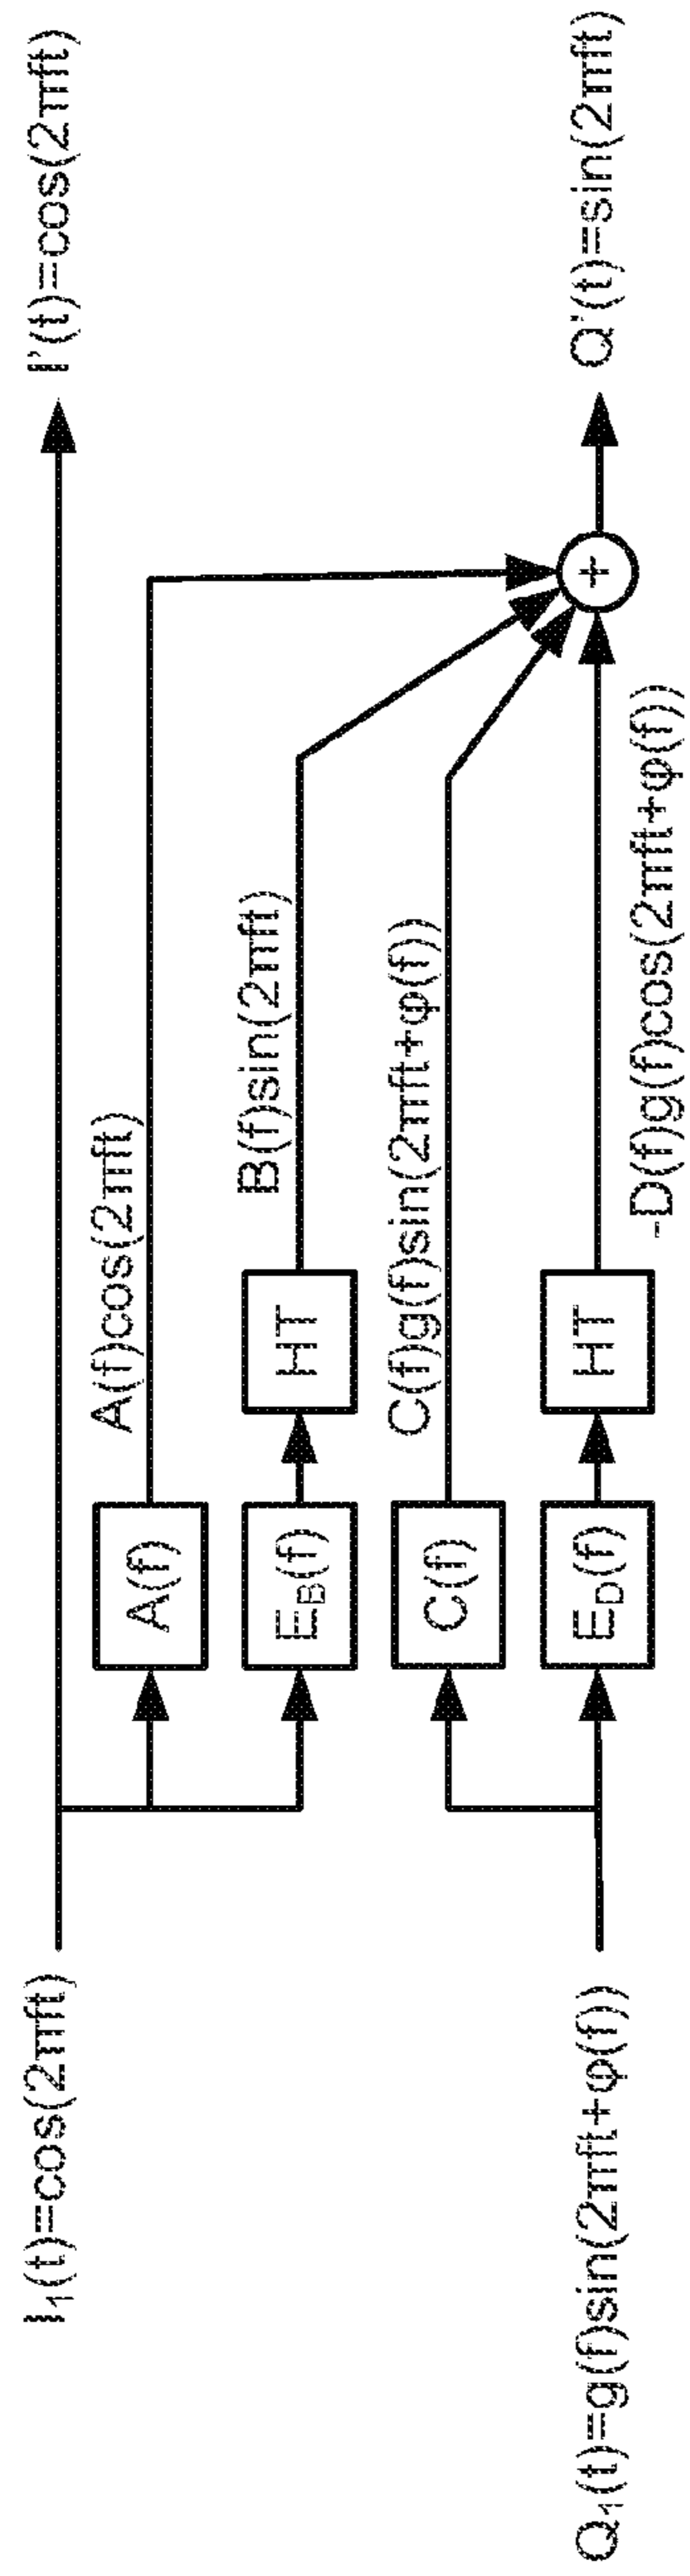 I₁(t)=cos(2πft)
I'(t)=cos(2πft)
A(f)
A(f)cos(2πft)
E_B(f)
HT
B(f)sin(2πft)
C(f)
C(f)g(f)sin(2πft+φ(f))
+
Q'(t)=sin(2πft)
Q₁(t)=g(f)sin(2πft+φ(f))
E_D(f)
HT
-D(f)g(f)cos(2πft+φ(f))